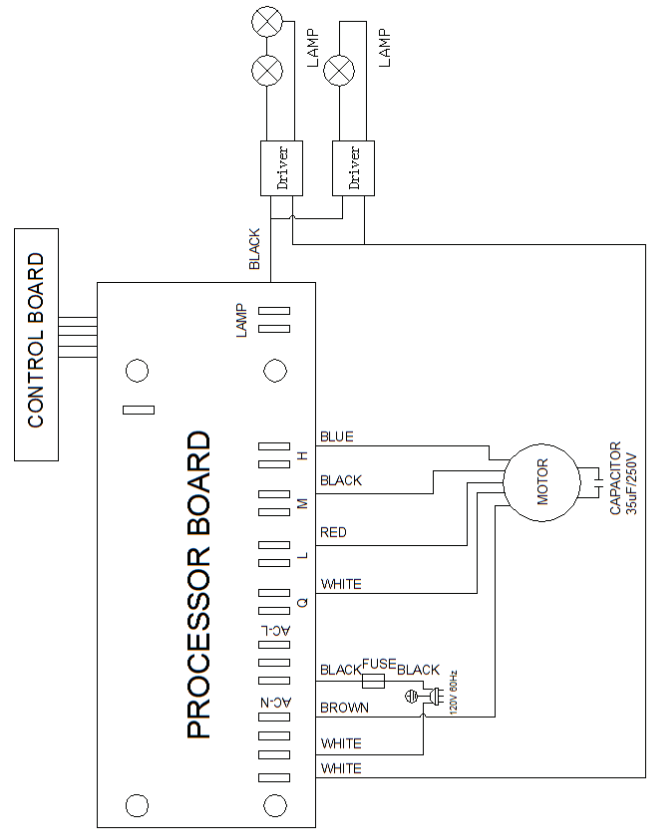 LAMP
LAMP
Driver
Driver
BLACK
CONTROL BOARD
LAMP
PROCESSOR BOARD
H
M
L
Q
AC-L
AC-N
BLUE
BLACK
RED
WHITE
BLACK
FUSE
BLACK
BROWN
WHITE
WHITE
120V 60Hz
MOTOR
CAPACITOR
35uF/250V